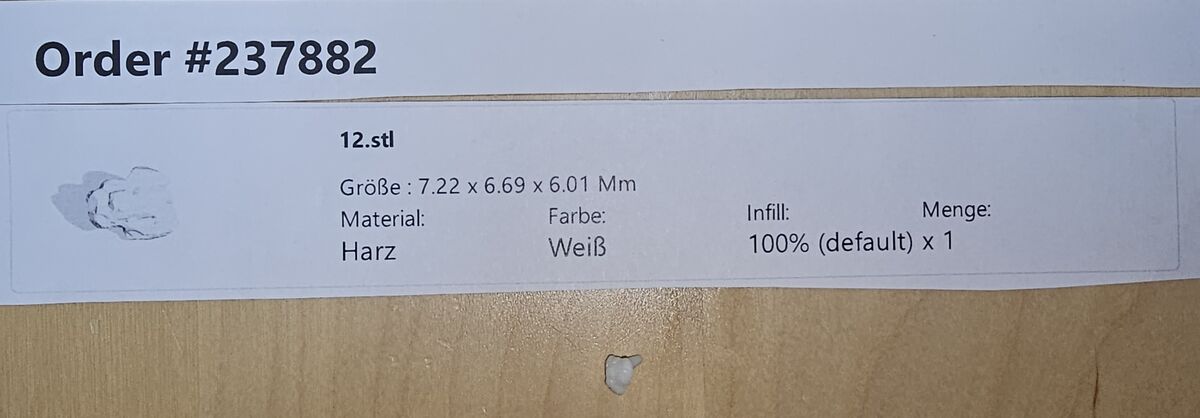 Order #237882
12.stl
Größe : 7.22 x 6.69 x 6.01 Mm
Material: Farbe: Infill: Menge:
Harz Weiß 100% (default) x 1